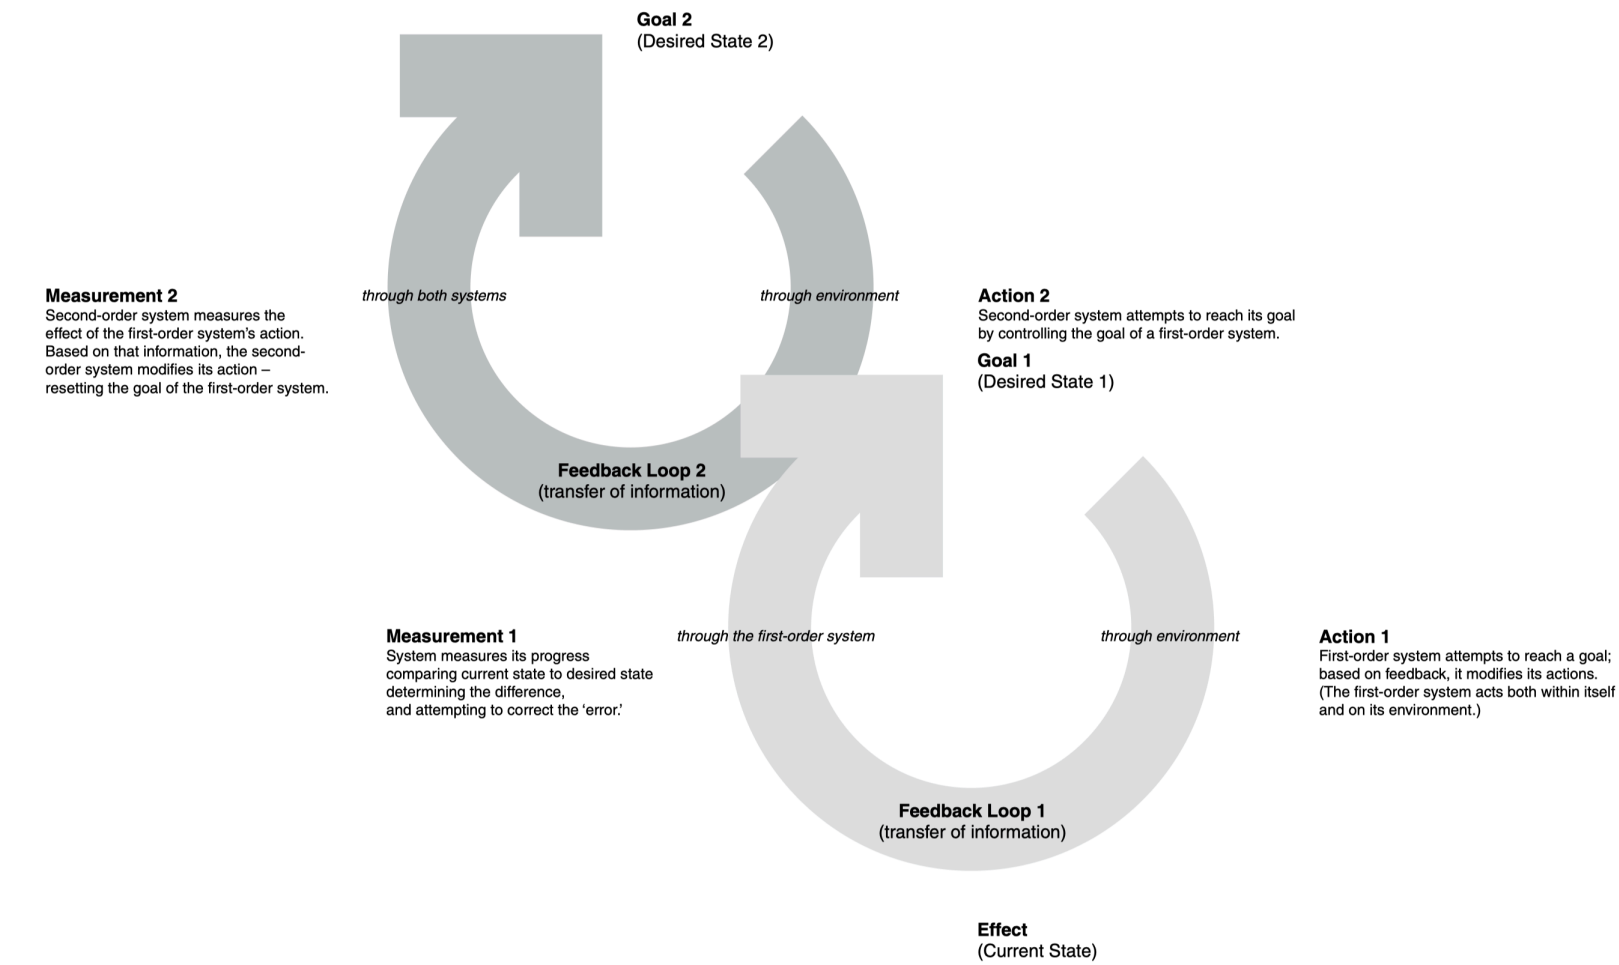 Goal 2
(Desired State 2)
Measurement 2
Second-order system measures the
effect of the first-order system’s action.
Based on that information, the second-
order system modifies its action –
resetting the goal of the first-order system.
through both systems
through environment
Action 2
Second-order system attempts to reach its goal
by controlling the goal of a first-order system.
Goal 1
(Desired State 1)
Feedback Loop 2
(transfer of information)
Measurement 1
System measures its progress
comparing current state to desired state
determining the difference,
and attempting to correct the ‘error.’
through the first-order system
through environment
Action 1
First-order system attempts to reach a goal;
based on feedback, it modifies its actions.
(The first-order system acts both within itself
and on its environment.)
Feedback Loop 1
(transfer of information)
Effect
(Current State)